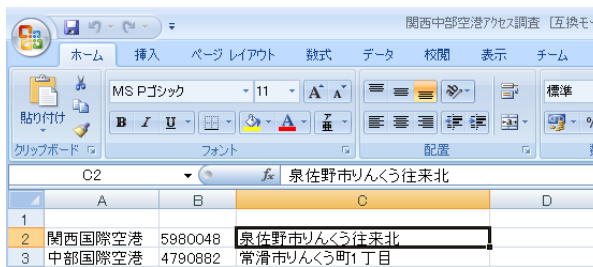 関西中部空港アクセス調査 [互換モー
ホーム 挿入 ページ レイアウト 数式 データ 校閲 表示 チーム
貼り付け MS Pゴシック 11 A A 標準
B I U A ア亜 %
クリップボード フォント 配置
C2 fx 泉佐野市りんくう往来北
A B C D
1
2 関西国際空港 5980048 泉佐野市りんくう往来北
3 中部国際空港 4790882 常滑市りんくう町1丁目